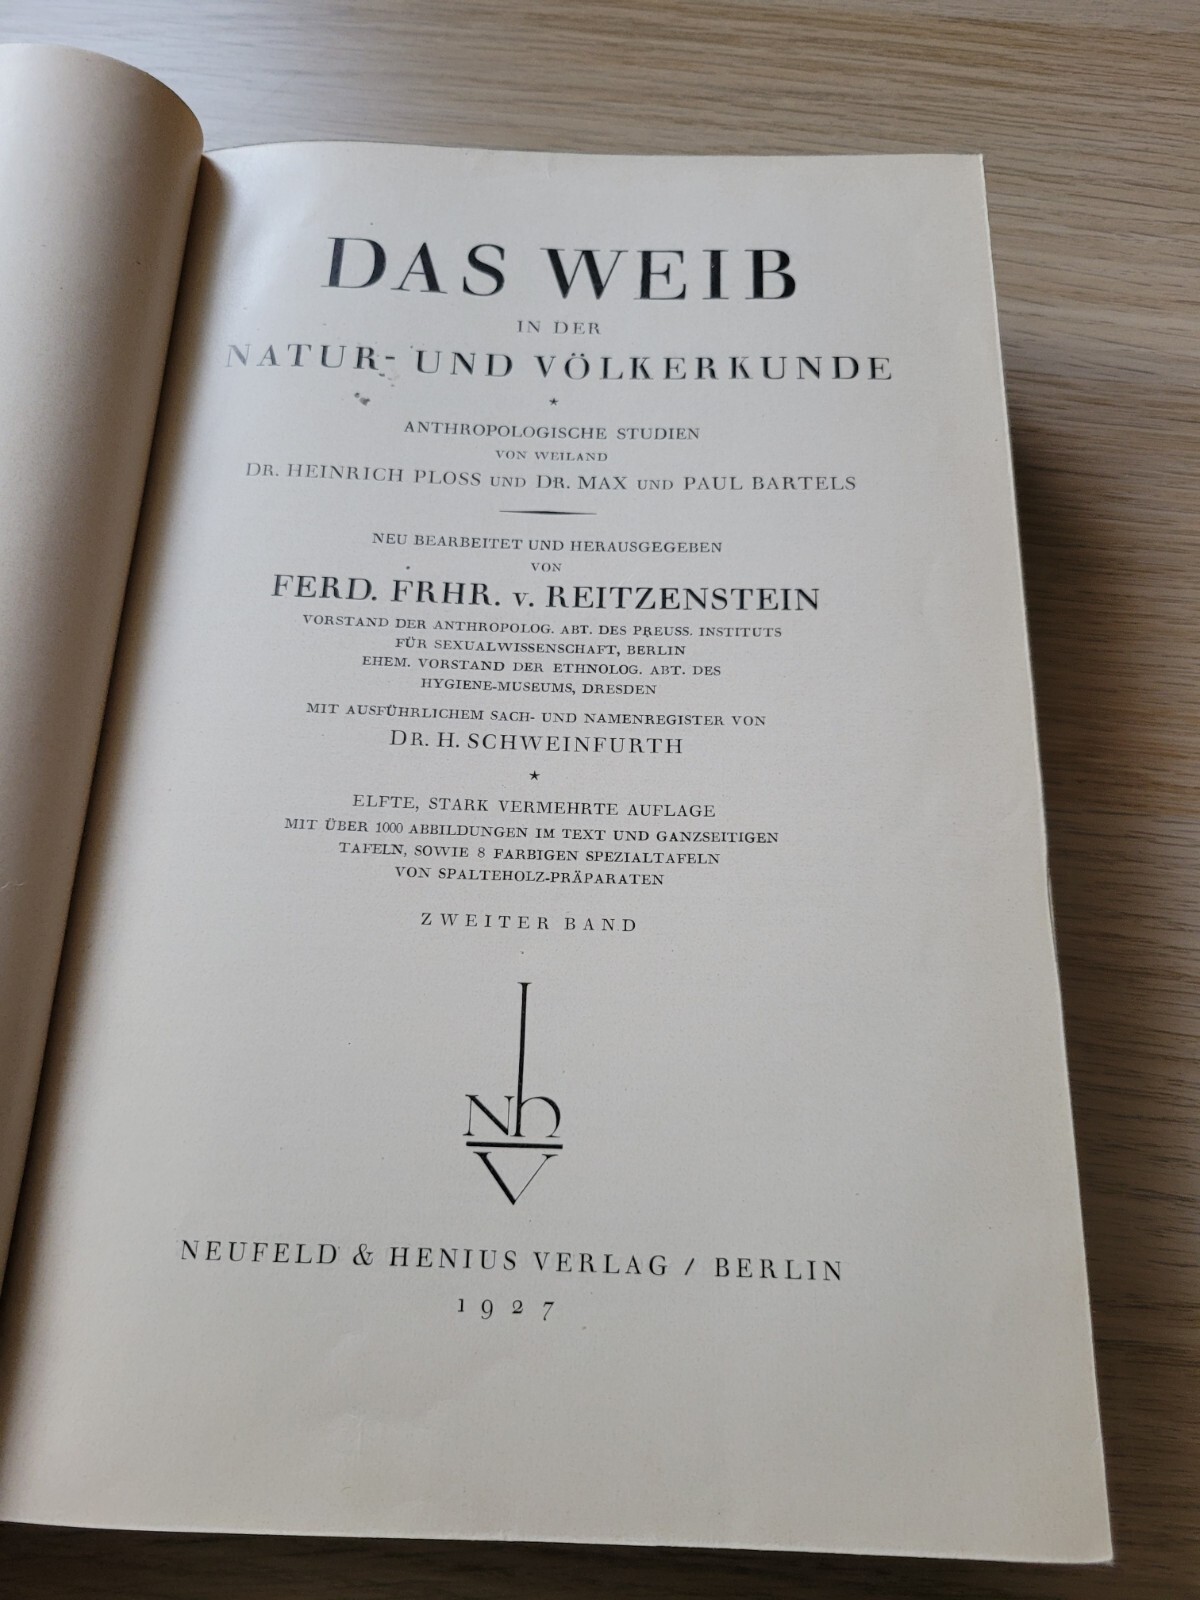 DAS WEIB
IN DER
NATUR- UND VÖLKERKUNDE
★
ANTHROPOLOGISCHE STUDIEN
VON WEILAND
DR. HEINRICH PLOSS UND DR. MAX UND PAUL BARTELS
NEU BEARBEITET UND HERAUSGEGEBEN
VON
FERD. FRHR. v. REITZENSTEIN
VORSTAND DER ANTHROPOLOG. ABT. DES PREUSS. INSTITUTS
FÜR SEXUALWISSENSCHAFT, BERLIN
EHEM. VORSTAND DER ETHNOLOG. ABT. DES
HYGIENE-MUSEUMS, DRESDEN
MIT AUSFÜHRLICHEM SACH- UND NAMENREGISTER VON
DR. H. SCHWEINFURTH
★
ELFTE, STARK VERMEHRTE AUFLAGE
MIT ÜBER 1000 ABBILDUNGEN IM TEXT UND GANZSEITIGEN
TAFELN, SOWIE 8 FARBIGEN SPEZIALTAFELN
VON SPALTEHOLZ-PRÄPARATEN
ZWEITER BAND
Nh
V
NEUFELD & HENIUS VERLAG / BERLIN
1927